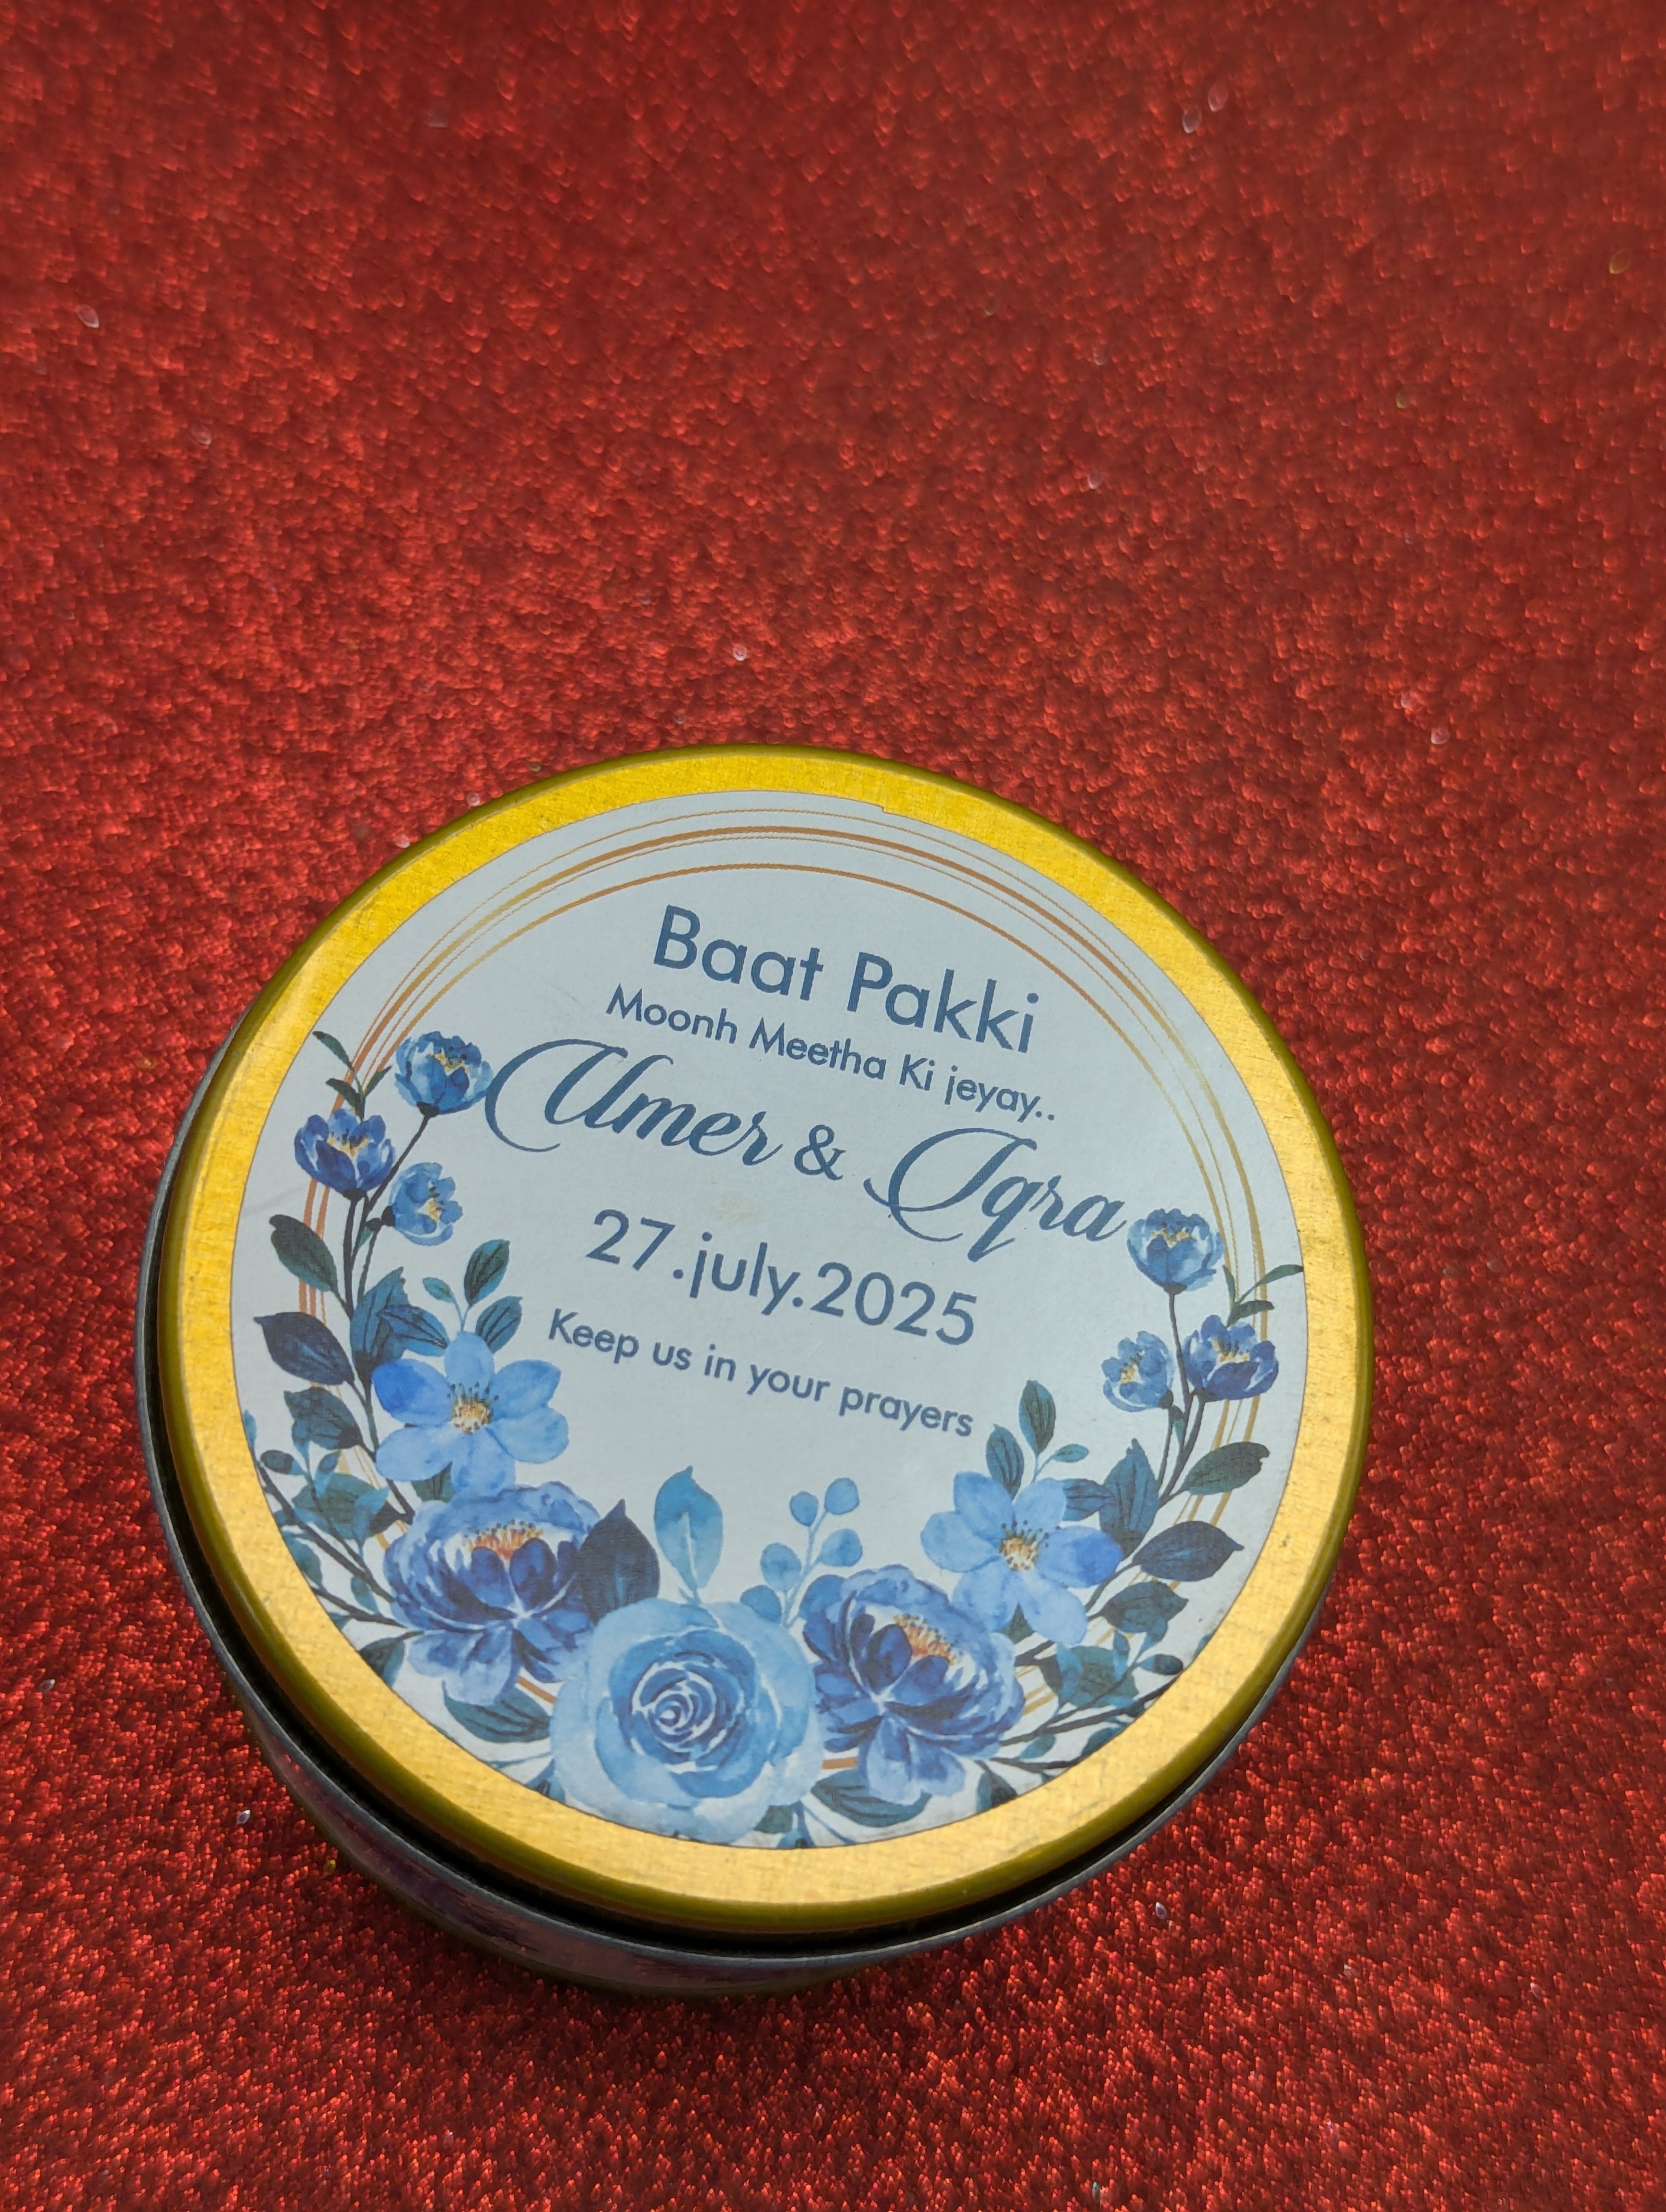 Baat Pakki
Moonh Meetha Ki jeyay..
Umer & Iqra
27.july.2025
Keep us in your prayers